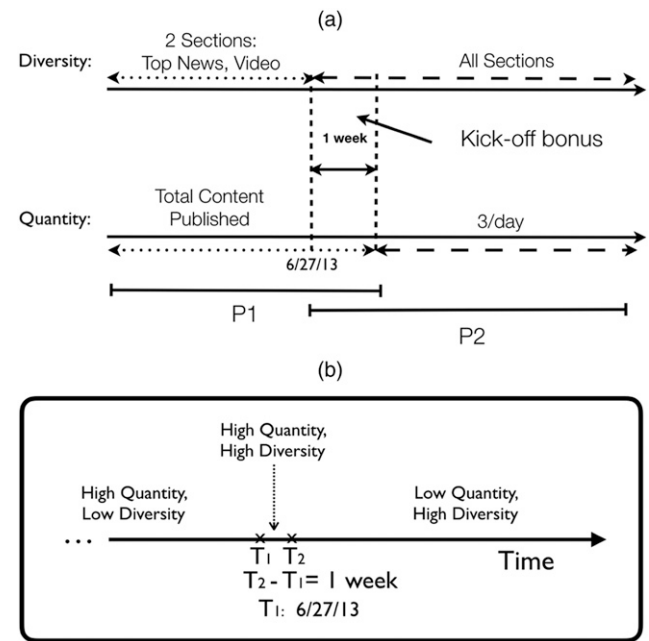 (a)
2 Sections:
Diversity:
Top News, Video
All Sections
1 week
Kick-off bonus
Total Content
Quantity:
Published
3/day
6/27/13
P1
P2
(b)
High Quantity,
High Diversity
High Quantity,
Low Diversity
Low Quantity,
High Diversity
...
T1 T2
Time
T2 - T1= 1 week
T1: 6/27/13